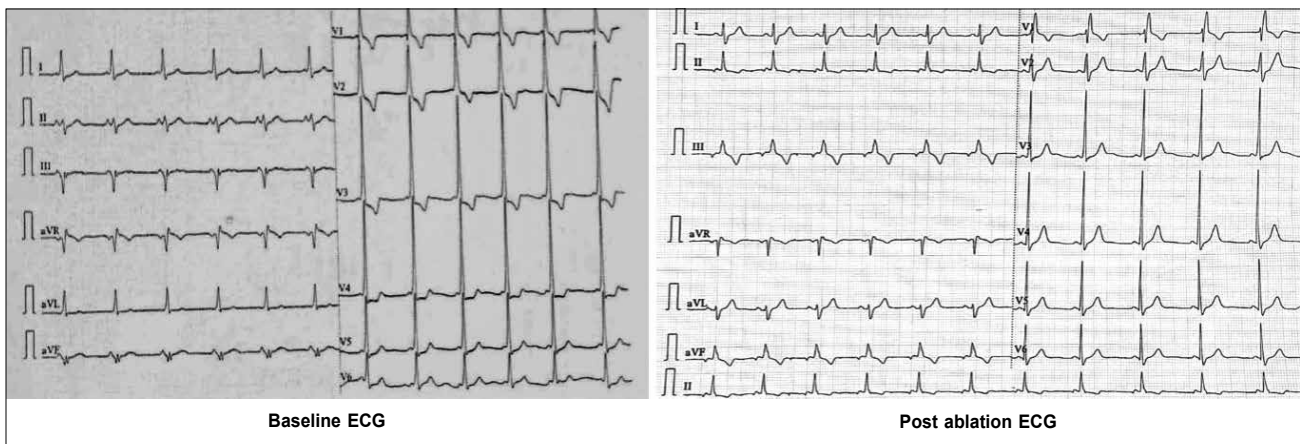 I
II
III
aVR
aVL
aVF
V1
V2
V3
V4
V5
V6
Baseline ECG
I
II
III
aVR
aVL
aVF
II
V1
V2
V3
V4
V5
V6
Post ablation ECG